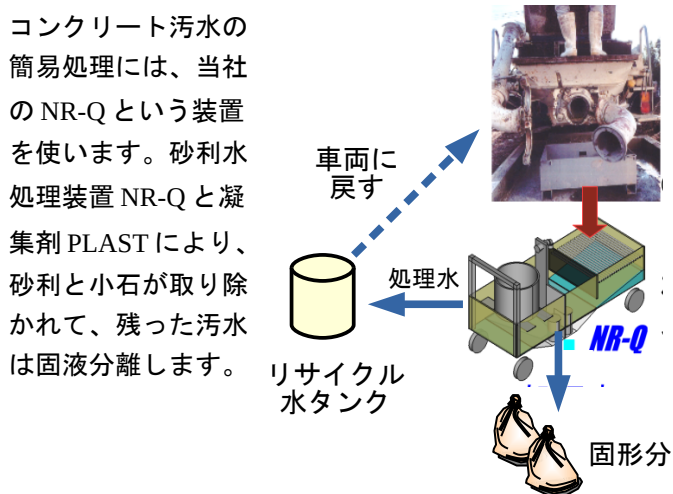 コンクリート汚水の
簡易処理には、当社
の NR-Q という装置
を使います。砂利水
処理装置 NR-Q と凝
集剤 PLAST により、
砂利と小石が取り除
かれて、残った汚水
は固液分離します。
車両に
戻す
処理水
NR-Q
リサイクル
水タンク
固形分